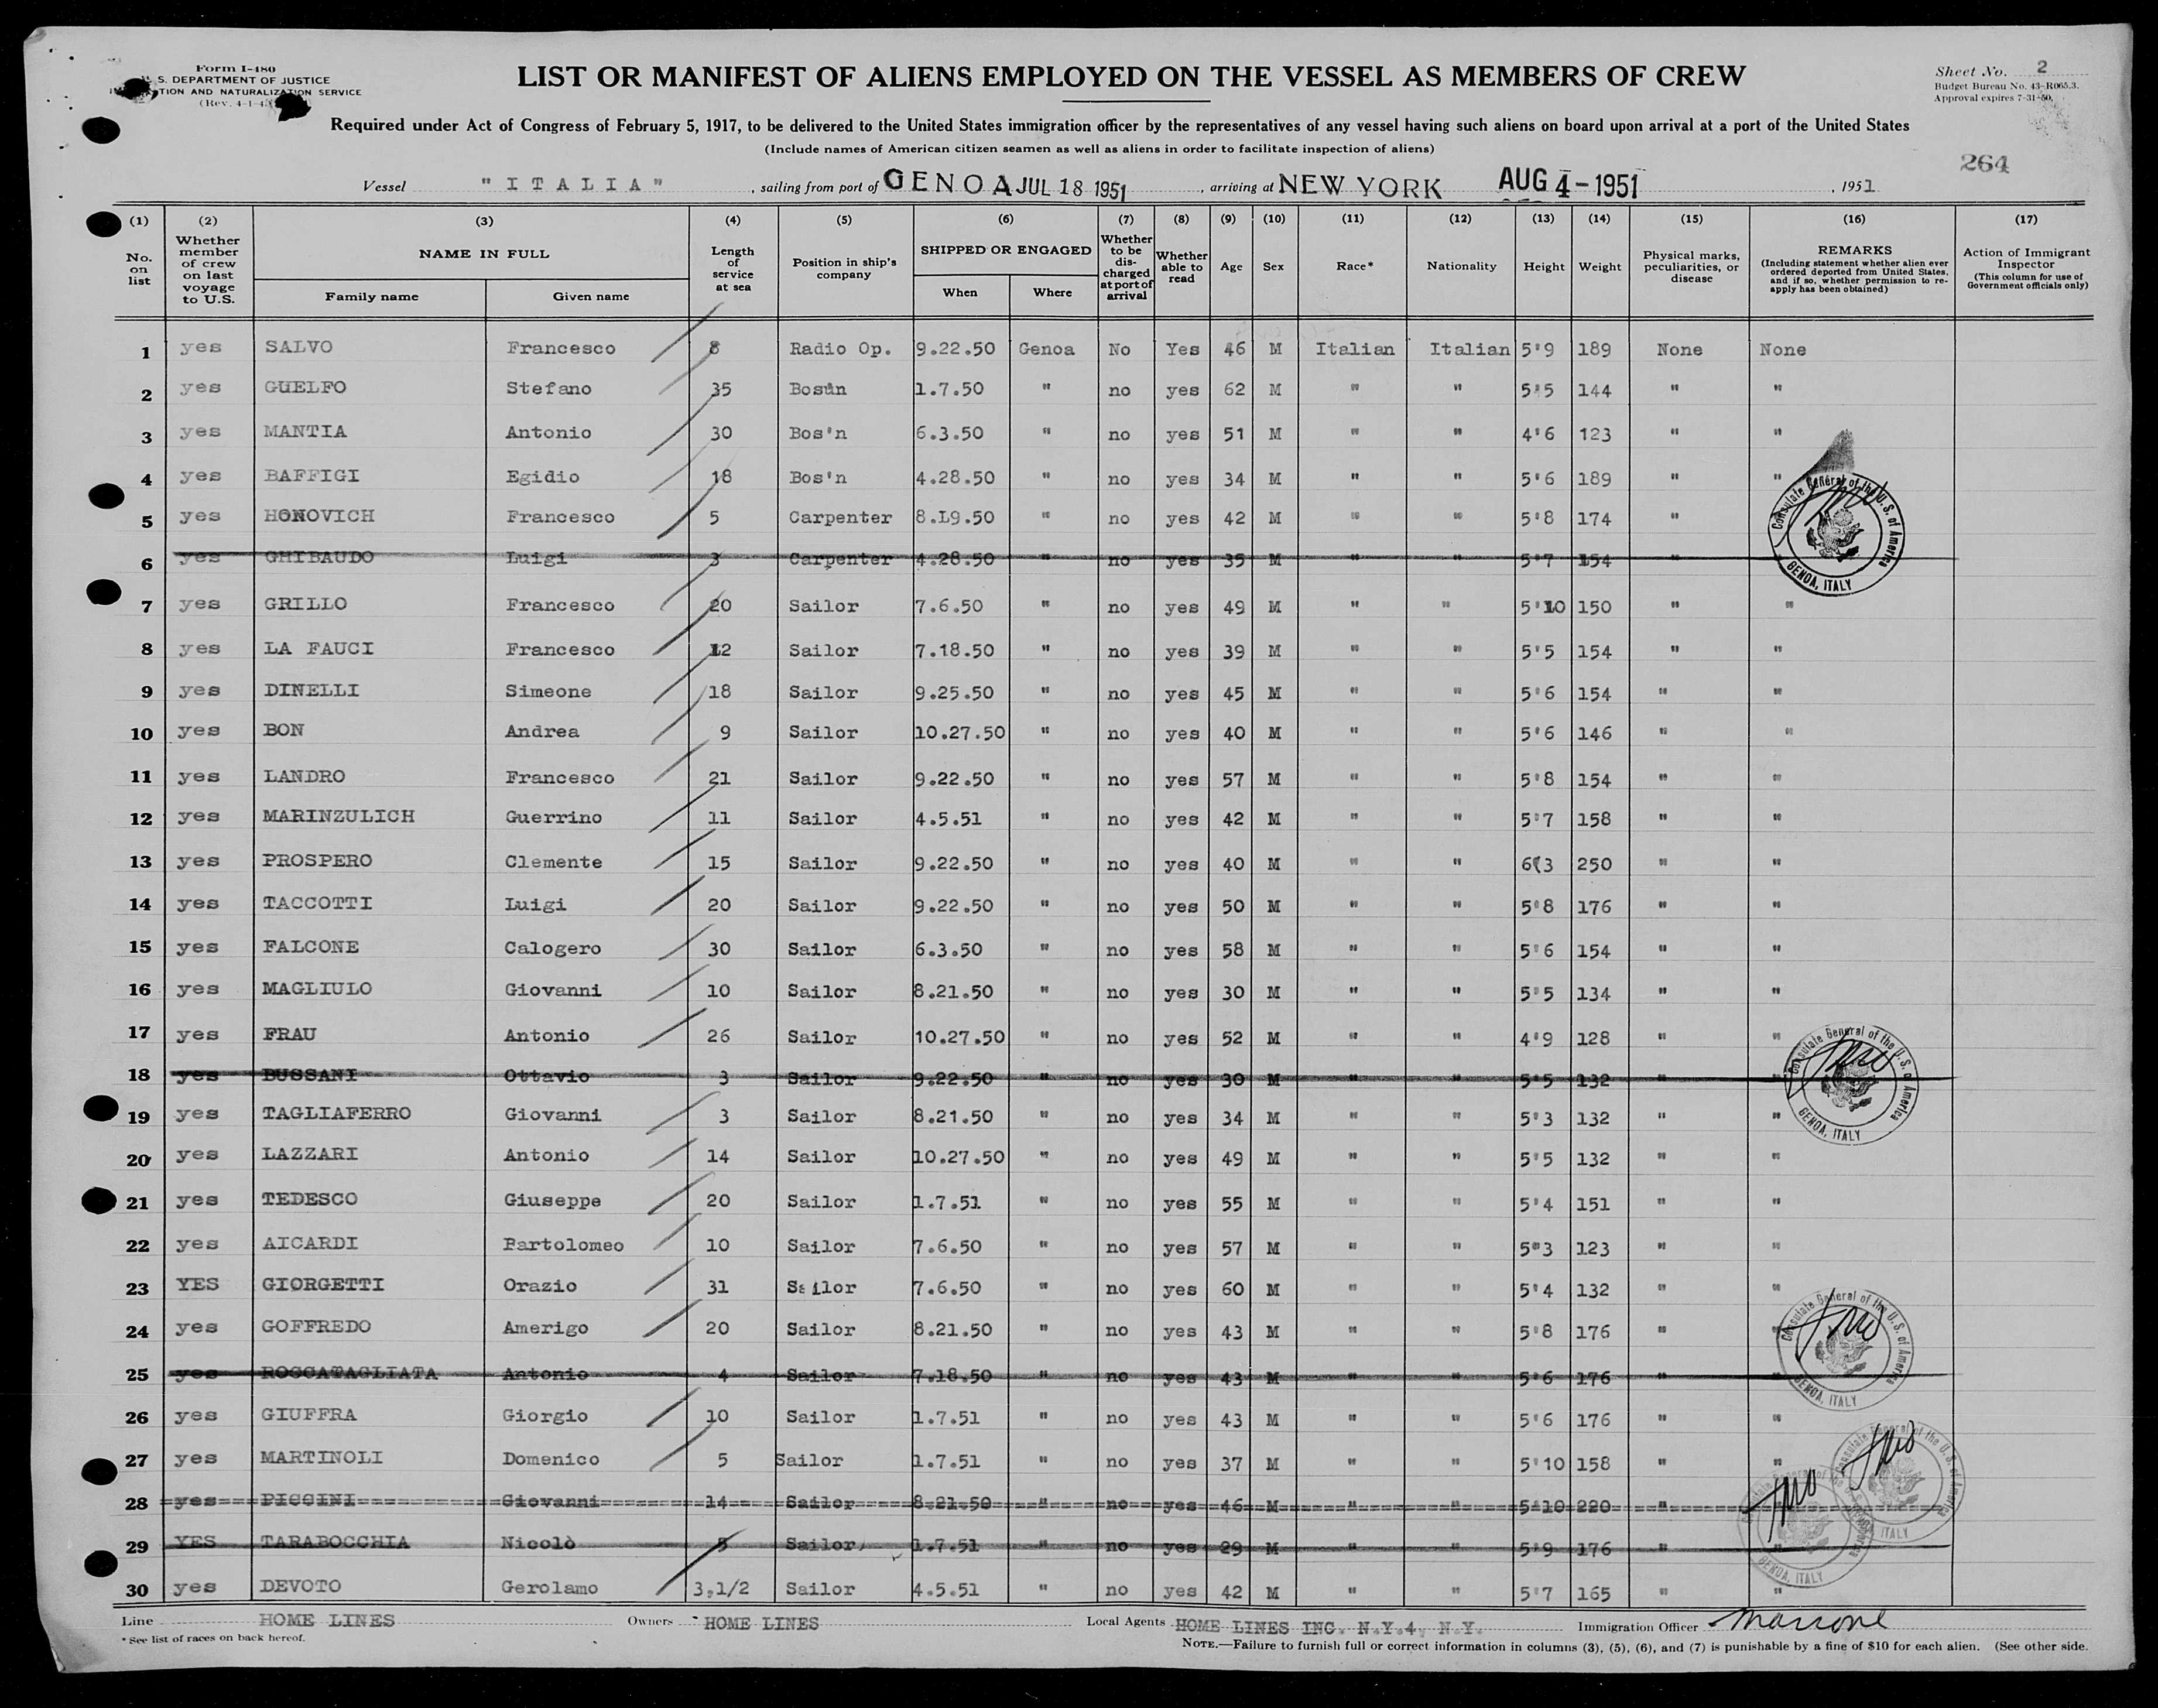 Form I-480
U. S. DEPARTMENT OF JUSTICE
IMMIGRATION AND NATURALIZATION SERVICE
(Rev. 4-1-4
LIST OR MANIFEST OF ALIENS EMPLOYED ON THE VESSEL AS MEMBERS OF CREW
Sheet No. 2
Budget Bureau No. 43-R065.3.
Approval expires 7-31-50.
Required under Act of Congress of February 5, 1917, to be delivered to the United States immigration officer by the representatives of any vessel having such aliens on board upon arrival at a port of the United States
(Include names of American citizen seamen as well as aliens in order to facilitate inspection of aliens)
264
Vessel "ITALIA", sailing from port of GENOA JUL 18 1951, arriving at NEW YORK AUG 4-1951, 1951
(1) (2) (3) (4) (5) (6) (7) (8) (9) (10) (11) (12) (13) (14) (15) (16) (17)
No. on list
Whether member of crew on last voyage to U.S.
NAME IN FULL
Family name
Given name
Length of service at sea
Position in ship's company
SHIPPED OR ENGAGED
When
Where
Whether to be discharged at port of arrival
Whether able to read
Age
Sex
Race*
Nationality
Height
Weight
Physical marks, peculiarities, or disease
REMARKS
(Including statement whether alien ever ordered deported from United States, and if so, whether permission to re-apply has been obtained)
Action of Immigrant Inspector
(This column for use of Government officials only)
1 yes SALVO Francesco 8 Radio Op. 9.22.50 Genoa No Yes 46 M Italian Italian 5'9 189 None None
2 yes GUELFO Stefano 35 Bosun 1.7.50 " no yes 62 M " " 5'5 144 " "
3 yes MANTIA Antonio 30 Bos'n 6.3.50 " no yes 51 M " " 4'6 123 " "
4 yes BAFFIGI Egidio 18 Bos'n 4.28.50 " no yes 34 M " " 5'6 189 " "
5 yes HONOVICH Francesco 5 Carpenter 8.19.50 " no yes 42 M " " 5'8 174 "
6 yes GHIBAUDO Luigi 3 Carpenter 4.28.50 " no yes 35 M " " 5'7 154 "
7 yes GRILLO Francesco 20 Sailor 7.6.50 " no yes 49 M " " 5'10 150 " "
8 yes LA FAUCI Francesco 12 Sailor 7.18.50 " no yes 39 M " " 5'5 154 " "
9 yes DINELLI Simeone 18 Sailor 9.25.50 " no yes 45 M " " 5'6 154 " "
10 yes BON Andrea 9 Sailor 10.27.50 " no yes 40 M " " 5'6 146 " "
11 yes LANDRO Francesco 21 Sailor 9.22.50 " no yes 57 M " " 5'8 154 " "
12 yes MARINZULICH Guerrino 11 Sailor 4.5.51 " no yes 42 M " " 5'7 158 " "
13 yes PROSPERO Clemente 15 Sailor 9.22.50 " no yes 40 M " " 6(3 250 " "
14 yes TACCOTTI Luigi 20 Sailor 9.22.50 " no yes 50 M " " 5'8 176 " "
15 yes FALCONE Calogero 30 Sailor 6.3.50 " no yes 58 M " " 5'6 154 " "
16 yes MAGLIULO Giovanni 10 Sailor 8.21.50 " no yes 30 M " " 5'5 134 " "
17 yes FRAU Antonio 26 Sailor 10.27.50 " no yes 52 M " " 4'9 128 " "
18 yes BUSSANI Ottavio 3 Sailor 9.22.50 " no yes 30 M " " 5'5 132 " "
19 yes TAGLIAFERRO Giovanni 3 Sailor 8.21.50 " no yes 34 M " " 5'3 132 " "
20 yes LAZZARI Antonio 14 Sailor 10.27.50 " no yes 49 M " " 5'5 132 " "
21 yes TEDESCO Giuseppe 20 Sailor 1.7.51 " no yes 55 M " " 5'4 151 " "
22 yes AICARDI Bartolomeo 10 Sailor 7.6.50 " no yes 57 M " " 5"3 123 " "
23 YES GIORGETTI Orazio 31 Sailor 7.6.50 " no yes 60 M " " 5'4 132 " "
24 yes GOFFREDO Amerigo 20 Sailor 8.21.50 " no yes 43 M " " 5'8 176 " "
25 yes ROCCATAGLIATA Antonio 4 Sailor 7.18.50 " no yes 43 M " " 5'6 176 " "
26 yes GIUFFRA Giorgio 10 Sailor 1.7.51 " no yes 43 M " " 5'6 176 " "
27 yes MARTINOLI Domenico 5 Sailor 1.7.51 " no yes 37 M " " 5'10 158 " "
28 yes PICCINI Giovanni 14 Sailor 8.21.50 " no yes 46 M " " 5'10 220 " "
29 YES TARABOCCHIA Nicolò 5 Sailor 1.7.51 " no yes 29 M " " 5'9 176 " "
30 yes DEVOTO Gerolamo 3,1/2 Sailor 4.5.51 " no yes 42 M " " 5'7 165 " "
Consulate General of the U.S. of America GENOA, ITALY
Consulate General of the U.S. of America GENOA, ITALY
Consulate General of the U.S. of America GENOA, ITALY
Consulate General of the U.S. of America ITALY
GENOA, ITALY
Line HOME LINES Owners HOME LINES Local Agents HOME LINES INC. N.Y.4, N.Y. Immigration Officer Marrone
* See list of races on back hereof.
NOTE.—Failure to furnish full or correct information in columns (3), (5), (6), and (7) is punishable by a fine of $10 for each alien. (See other side.